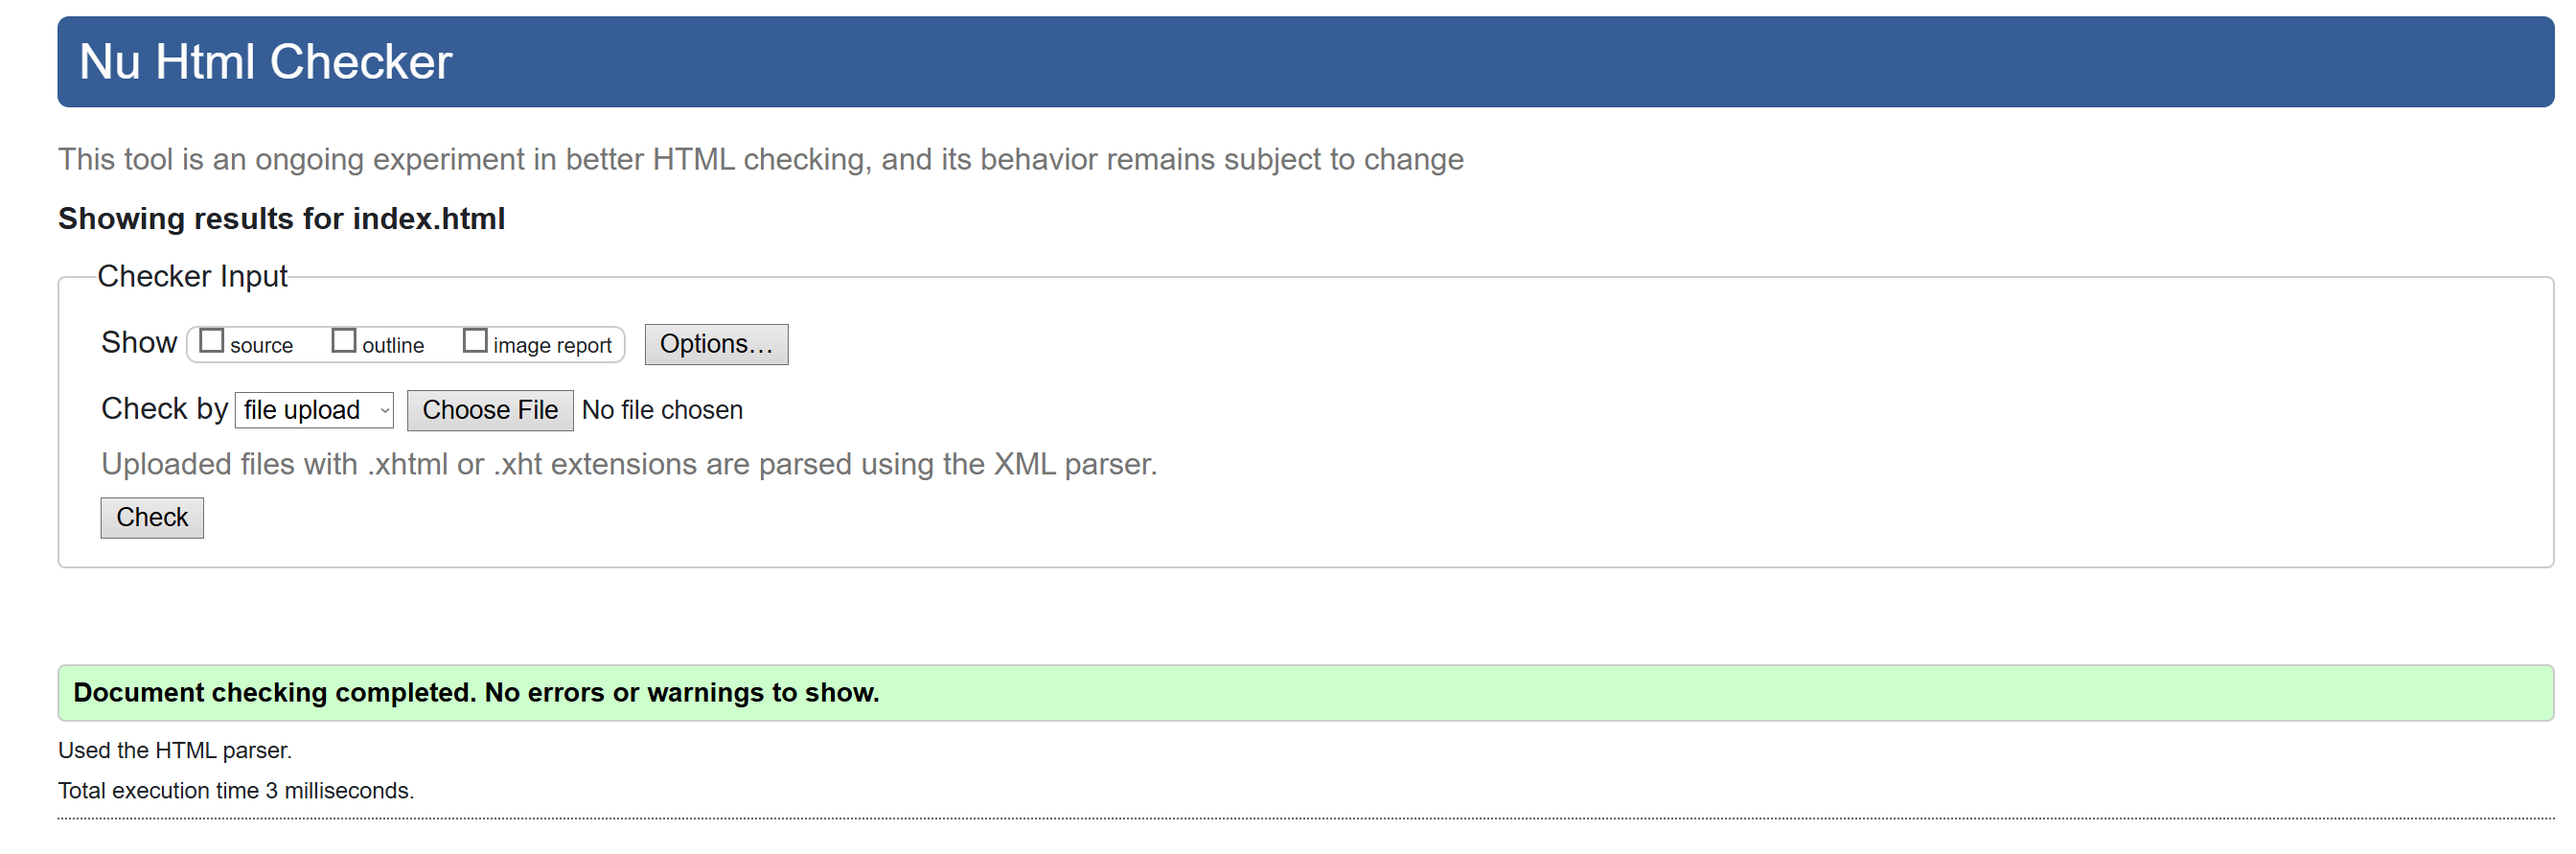 Nu Html Checker
This tool is an ongoing experiment in better HTML checking, and its behavior remains subject to change
Showing results for index.html
Checker Input
Show source outline image report Options...
Check by file upload Choose File No file chosen
Uploaded files with .xhtml or .xht extensions are parsed using the XML parser.
Check
Document checking completed. No errors or warnings to show.
Used the HTML parser.
Total execution time 3 milliseconds.